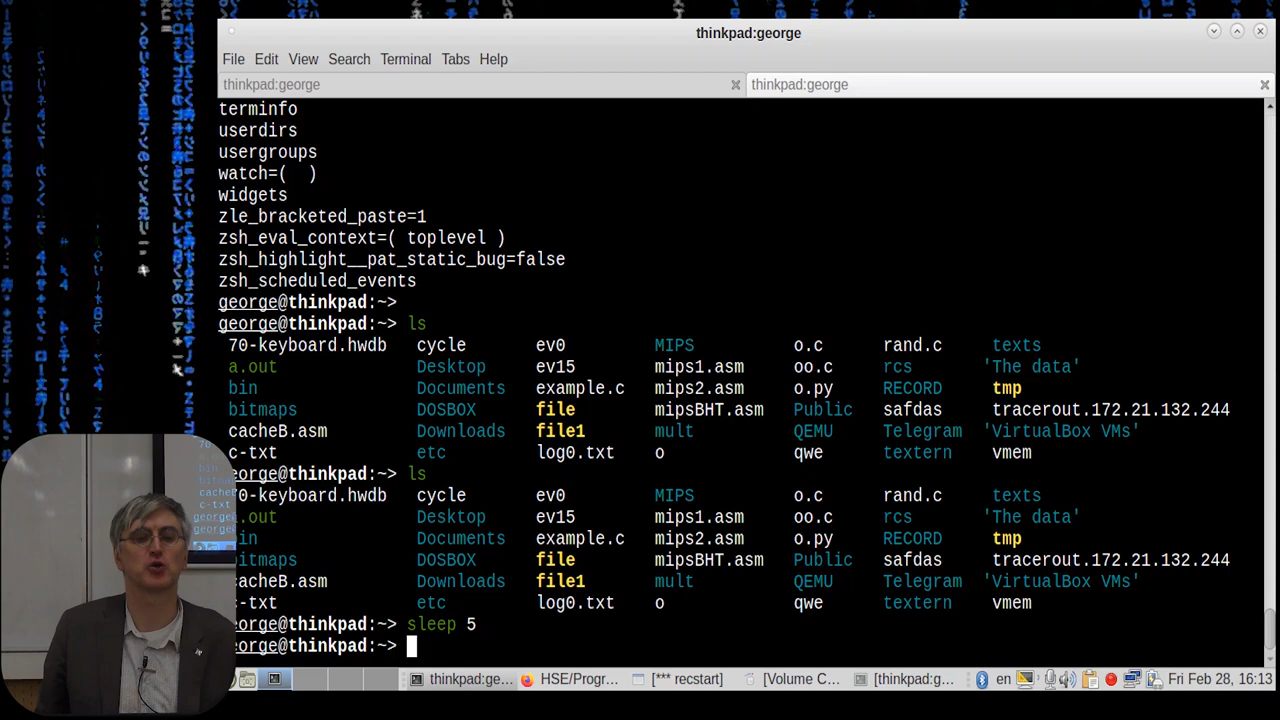 thinkpad:george
File Edit View Search Terminal Tabs Help
thinkpad:george thinkpad:george
terminfo
userdirs
usergroups
watch=(  )
widgets
zle_bracketed_paste=1
zsh_eval_context=( toplevel )
zsh_highlight__pat_static_bug=false
zsh_scheduled_events
george@thinkpad:~>
george@thinkpad:~> ls
70-keyboard.hwdb cycle ev0 MIPS o.c rand.c texts
a.out Desktop ev15 mips1.asm oo.c rcs 'The data'
bin Documents example.c mips2.asm o.py RECORD tmp
bitmaps DOSBOX file mipsBHT.asm Public safdas tracerout.172.21.132.244
cacheB.asm Downloads file1 mult QEMU Telegram 'VirtualBox VMs'
c-txt etc log0.txt o qwe textern vmem
eorge@thinkpad:~> ls
70-keyboard.hwdb cycle ev0 MIPS o.c rand.c texts
.out Desktop ev15 mips1.asm oo.c rcs 'The data'
in Documents example.c mips2.asm o.py RECORD tmp
bitmaps DOSBOX file mipsBHT.asm Public safdas tracerout.172.21.132.244
cacheB.asm Downloads file1 mult QEMU Telegram 'VirtualBox VMs'
c-txt etc log0.txt o qwe textern vmem
eorge@thinkpad:~> sleep 5
george@thinkpad:~>
thinkpad:ge... HSE/Progr... [*** recstart] [Volume C... [thinkpad:g... en Fri Feb 28, 16:13